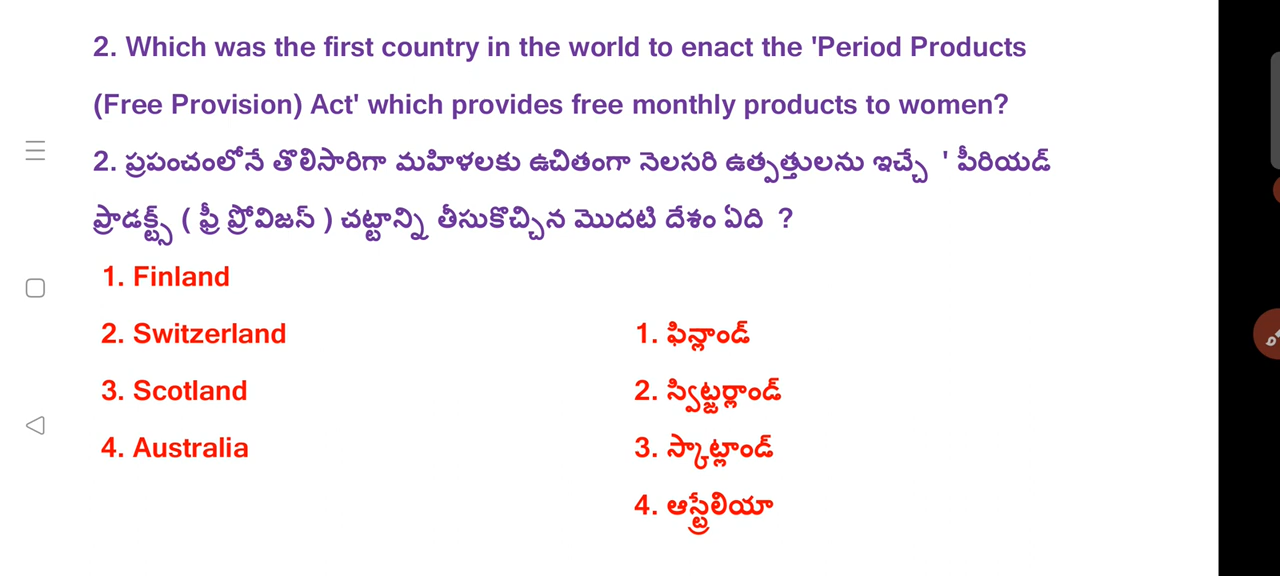 2. Which was the first country in the world to enact the 'Period Products
(Free Provision) Act' which provides free monthly products to women?
2. ప్రపంచంలోనే తొలిసారిగా మహిళలకు ఉచితంగా నెలసరి ఉత్పత్తులను ఇచ్చే ' పీరియడ్
ప్రాడక్ట్స్ ( ఫ్రీ ప్రోవిజన్ ) చట్టాన్ని తీసుకొచ్చిన మొదటి దేశం ఏది ?
1. Finland
2. Switzerland
3. Scotland
4. Australia
1. ఫిన్లాండ్
2. స్విట్జర్లాండ్
3. స్కాట్లాండ్
4. ఆస్ట్రేలియా